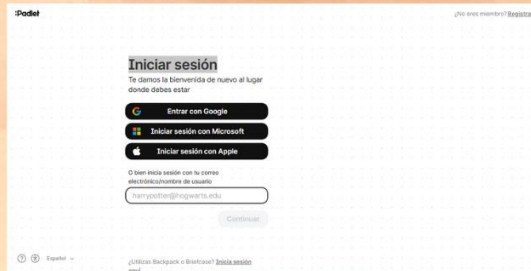 :Padlet
¿No eres miembro? Registra
Iniciar sesión
Te damos la bienvenida de nuevo al lugar
donde debes estar
Entrar con Google
Iniciar sesión con Microsoft
Iniciar sesión con Apple
O bien inicia sesión con tu correo
electrónico/nombre de usuario
harrypotter@hogwarts.edu
Continuar
Español
¿Utilizas Backpack o Briefcase? Inicia sesión